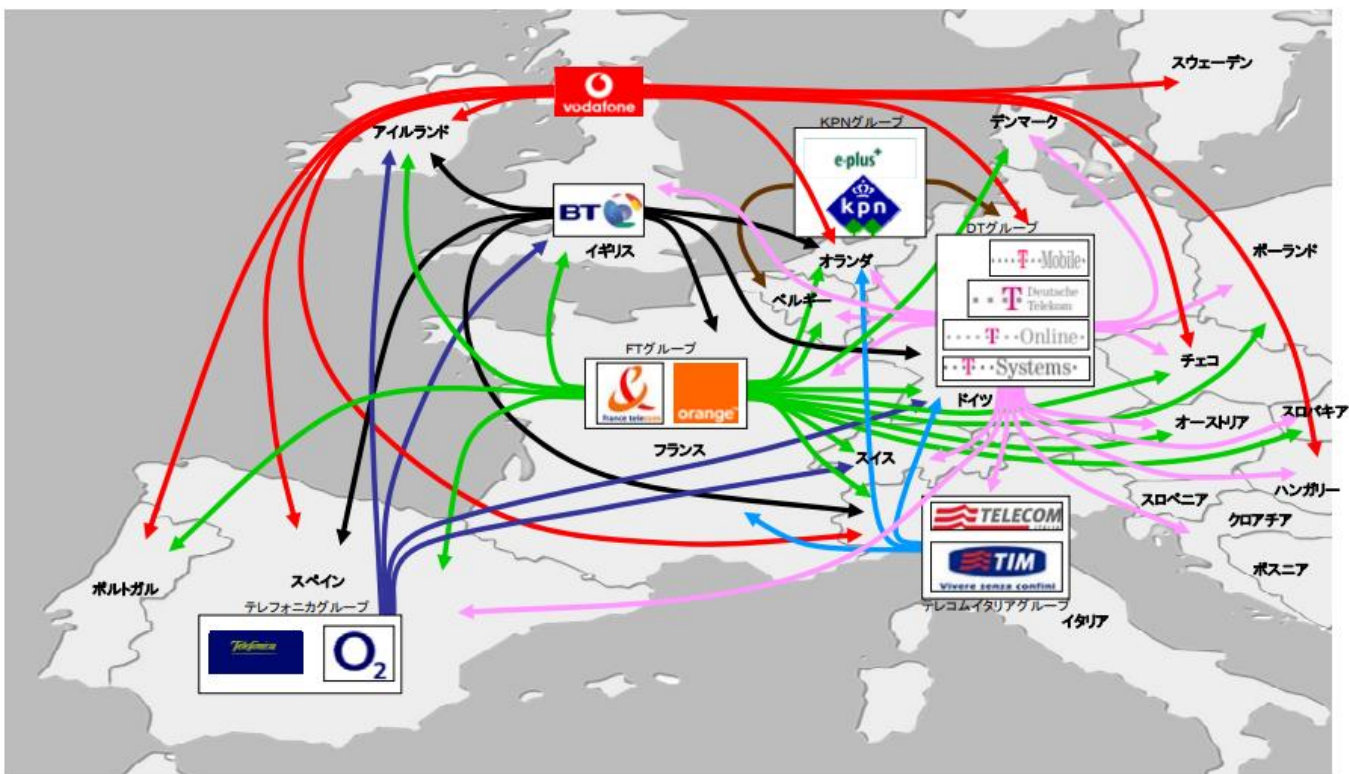 スウェーデン
vodafone
アイルランド
KPNグループ
デンマーク
e-plus+
kpn
BT
イギリス
DTグループ
オランダ
ポーランド
T・・Mobile
ベルギー
T Deutsche
Telekom
T・・Online・
FTグループ
チェコ
T・・Systems・
france telecom
orange™
ドイツ
オーストリア
スロバキア
フランス
スイス
ハンガリー
スロベニア
TELECOM
ITALIA
クロアチア
TIM
ボスニア
Vivere senza confini
スペイン
ポルトガル
テレフォニカグループ
テレコムイタリアグループ
イタリア
Telefonica
O2